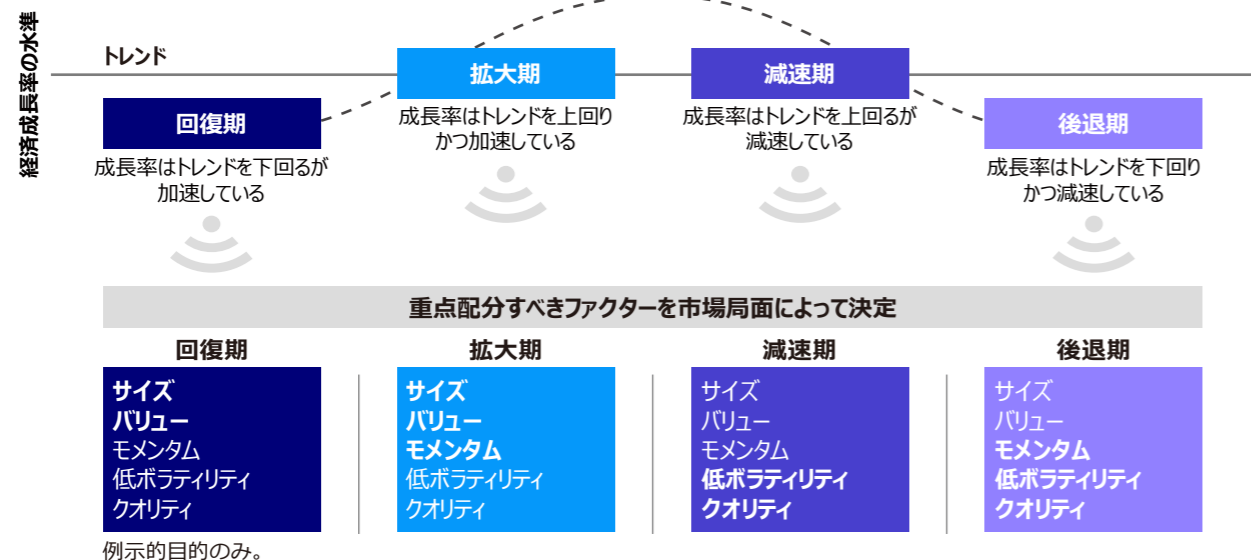 経済成長率の水準
トレンド
回復期
成長率はトレンドを下回るが
加速している
拡大期
成長率はトレンドを上回り
かつ加速している
減速期
成長率はトレンドを上回るが
減速している
後退期
成長率はトレンドを下回り
かつ減速している
重点配分すべきファクターを市場局面によって決定
回復期
サイズ
バリュー
モメンタム
低ボラティリティ
クオリティ
拡大期
サイズ
バリュー
モメンタム
低ボラティリティ
クオリティ
減速期
サイズ
バリュー
モメンタム
低ボラティリティ
クオリティ
後退期
サイズ
バリュー
モメンタム
低ボラティリティ
クオリティ
例示的目的のみ。